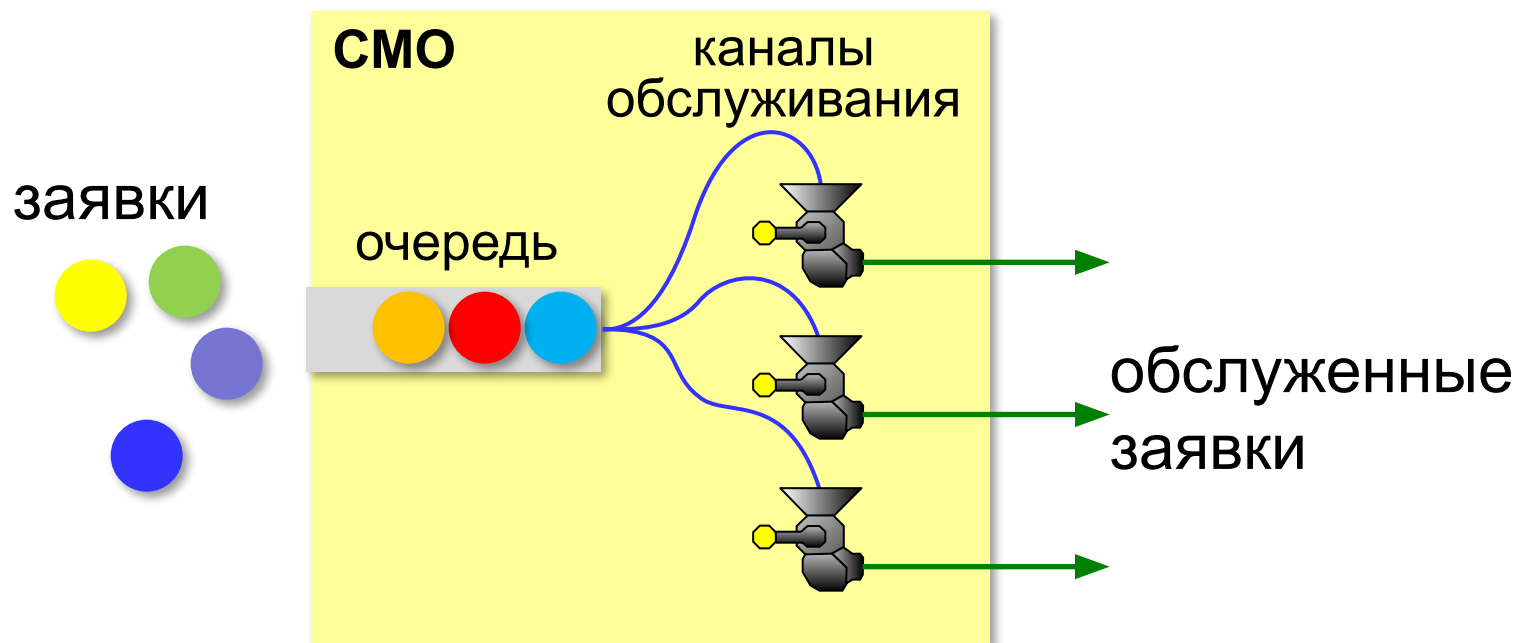 СМО
каналы
обслуживания
заявки
очередь
обслуженные
заявки